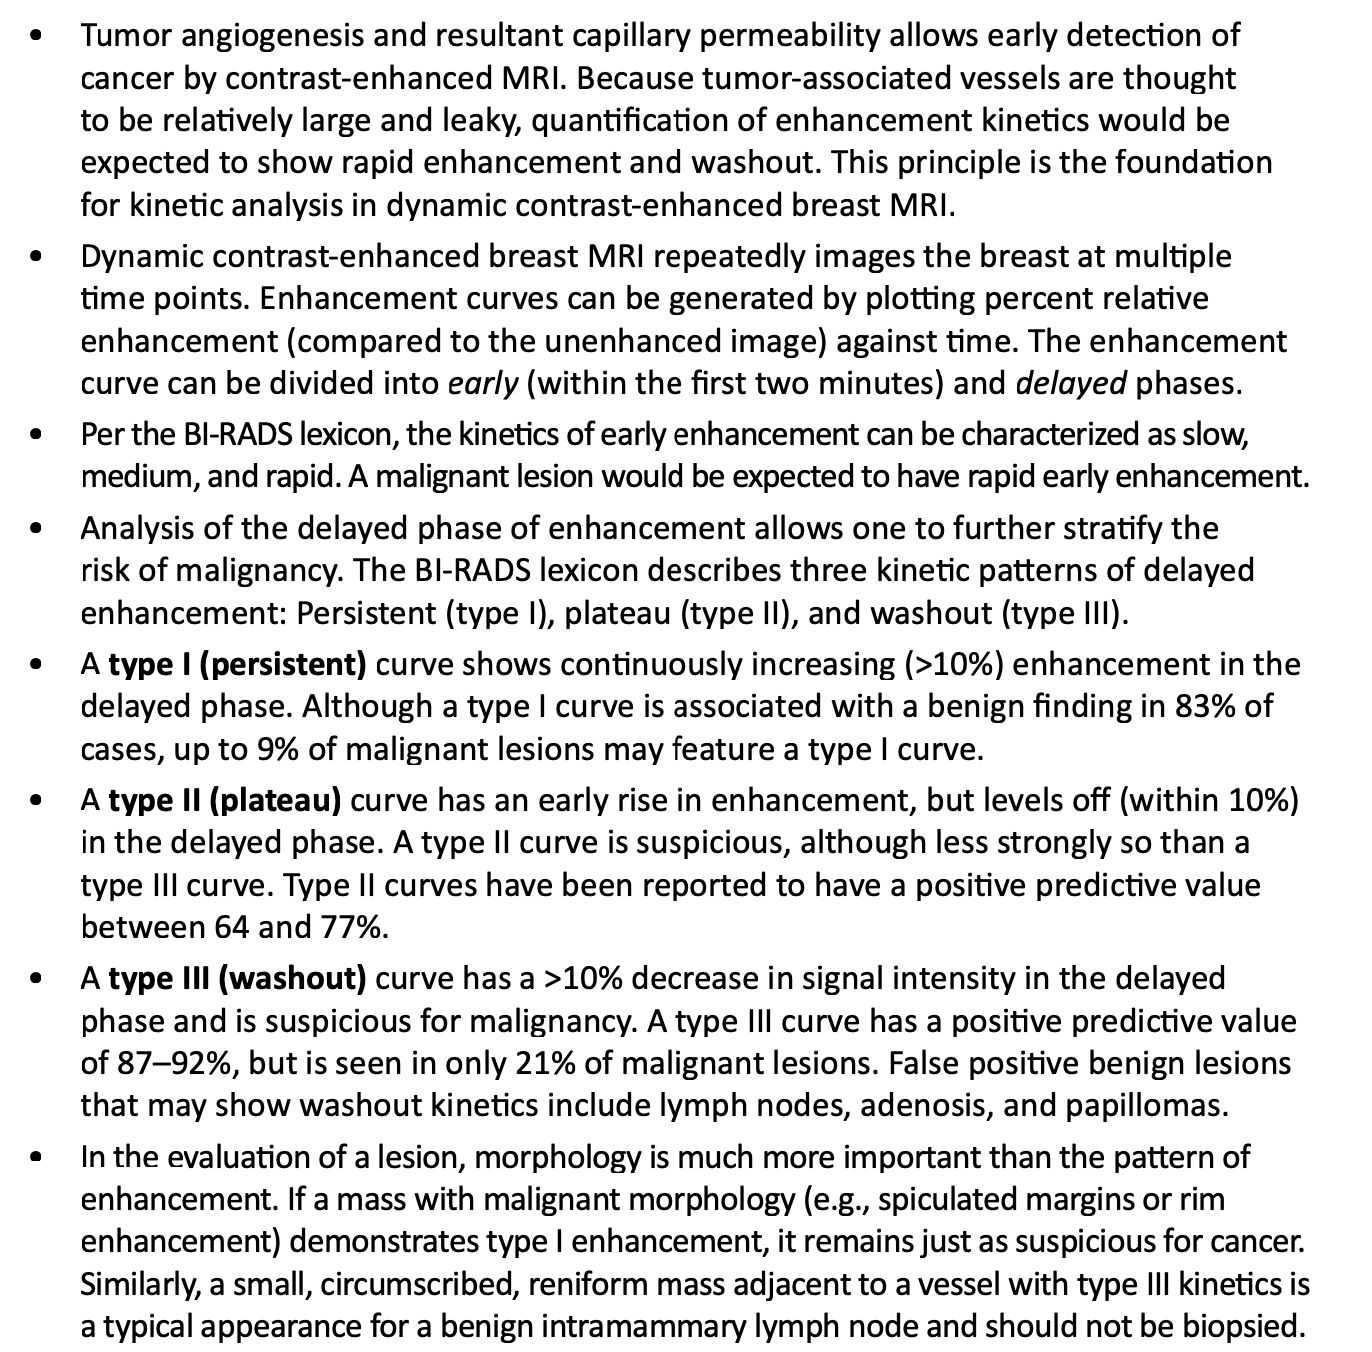 • Tumor angiogenesis and resultant capillary permeability allows early detection of
cancer by contrast-enhanced MRI. Because tumor-associated vessels are thought
to be relatively large and leaky, quantification of enhancement kinetics would be
expected to show rapid enhancement and washout. This principle is the foundation
for kinetic analysis in dynamic contrast-enhanced breast MRI.
• Dynamic contrast-enhanced breast MRI repeatedly images the breast at multiple
time points. Enhancement curves can be generated by plotting percent relative
enhancement (compared to the unenhanced image) against time. The enhancement
curve can be divided into early (within the first two minutes) and delayed phases.
• Per the BI-RADS lexicon, the kinetics of early enhancement can be characterized as slow,
medium, and rapid. A malignant lesion would be expected to have rapid early enhancement.
• Analysis of the delayed phase of enhancement allows one to further stratify the
risk of malignancy. The BI-RADS lexicon describes three kinetic patterns of delayed
enhancement: Persistent (type I), plateau (type II), and washout (type III).
• A type I (persistent) curve shows continuously increasing (>10%) enhancement in the
delayed phase. Although a type I curve is associated with a benign finding in 83% of
cases, up to 9% of malignant lesions may feature a type I curve.
• A type II (plateau) curve has an early rise in enhancement, but levels off (within 10%)
in the delayed phase. A type II curve is suspicious, although less strongly so than a
type III curve. Type II curves have been reported to have a positive predictive value
between 64 and 77%.
• A type III (washout) curve has a >10% decrease in signal intensity in the delayed
phase and is suspicious for malignancy. A type III curve has a positive predictive value
of 87–92%, but is seen in only 21% of malignant lesions. False positive benign lesions
that may show washout kinetics include lymph nodes, adenosis, and papillomas.
• In the evaluation of a lesion, morphology is much more important than the pattern of
enhancement. If a mass with malignant morphology (e.g., spiculated margins or rim
enhancement) demonstrates type I enhancement, it remains just as suspicious for cancer.
Similarly, a small, circumscribed, reniform mass adjacent to a vessel with type III kinetics is
a typical appearance for a benign intramammary lymph node and should not be biopsied.